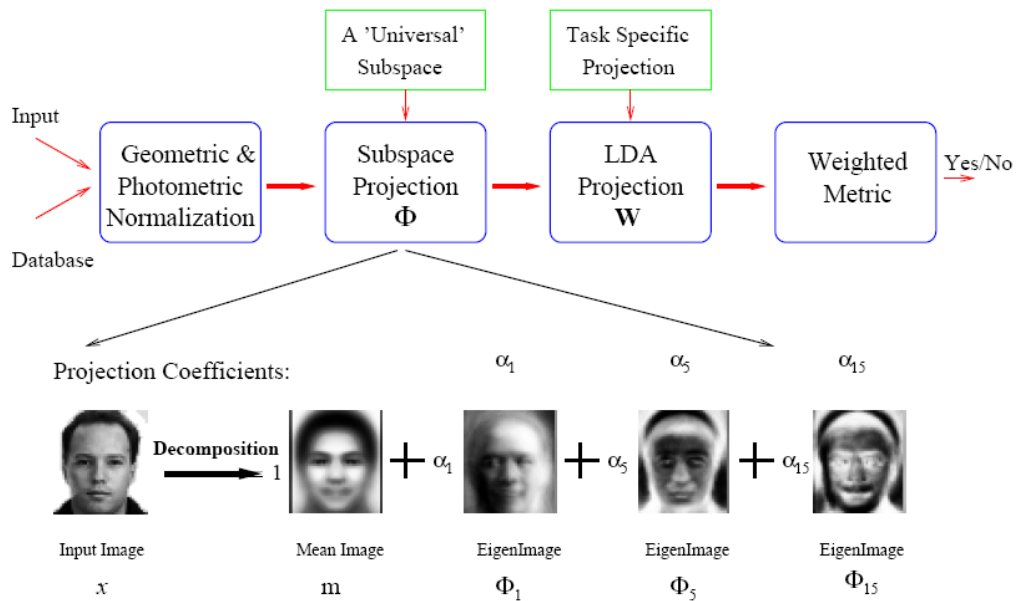 A 'Universal'
Subspace
Task Specific
Projection
Input
Database
Geometric &
Photometric
Normalization
Subspace
Projection
Φ
LDA
Projection
W
Weighted
Metric
Yes/No
Projection Coefficients:
α1
α5
α15
Decomposition
1
+ α1
+ α5
+ α15
Input Image
Mean Image
EigenImage
EigenImage
EigenImage
x
m
Φ1
Φ5
Φ15